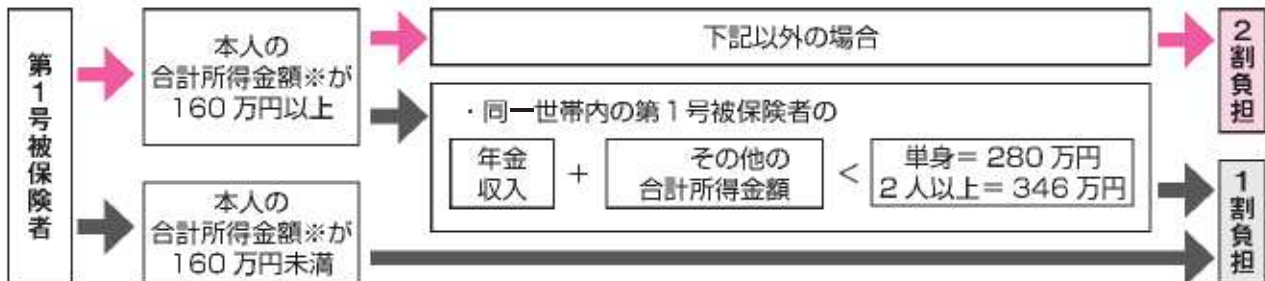 第1号被保険者
本人の
合計所得金額※が
160万円以上
下記以外の場合
2割負担
・同一世帯内の第1号被保険者の
年金
収入
+
その他の
合計所得金額
<
単身=280万円
2人以上=346万円
本人の
合計所得金額※が
160万円未満
1割負担